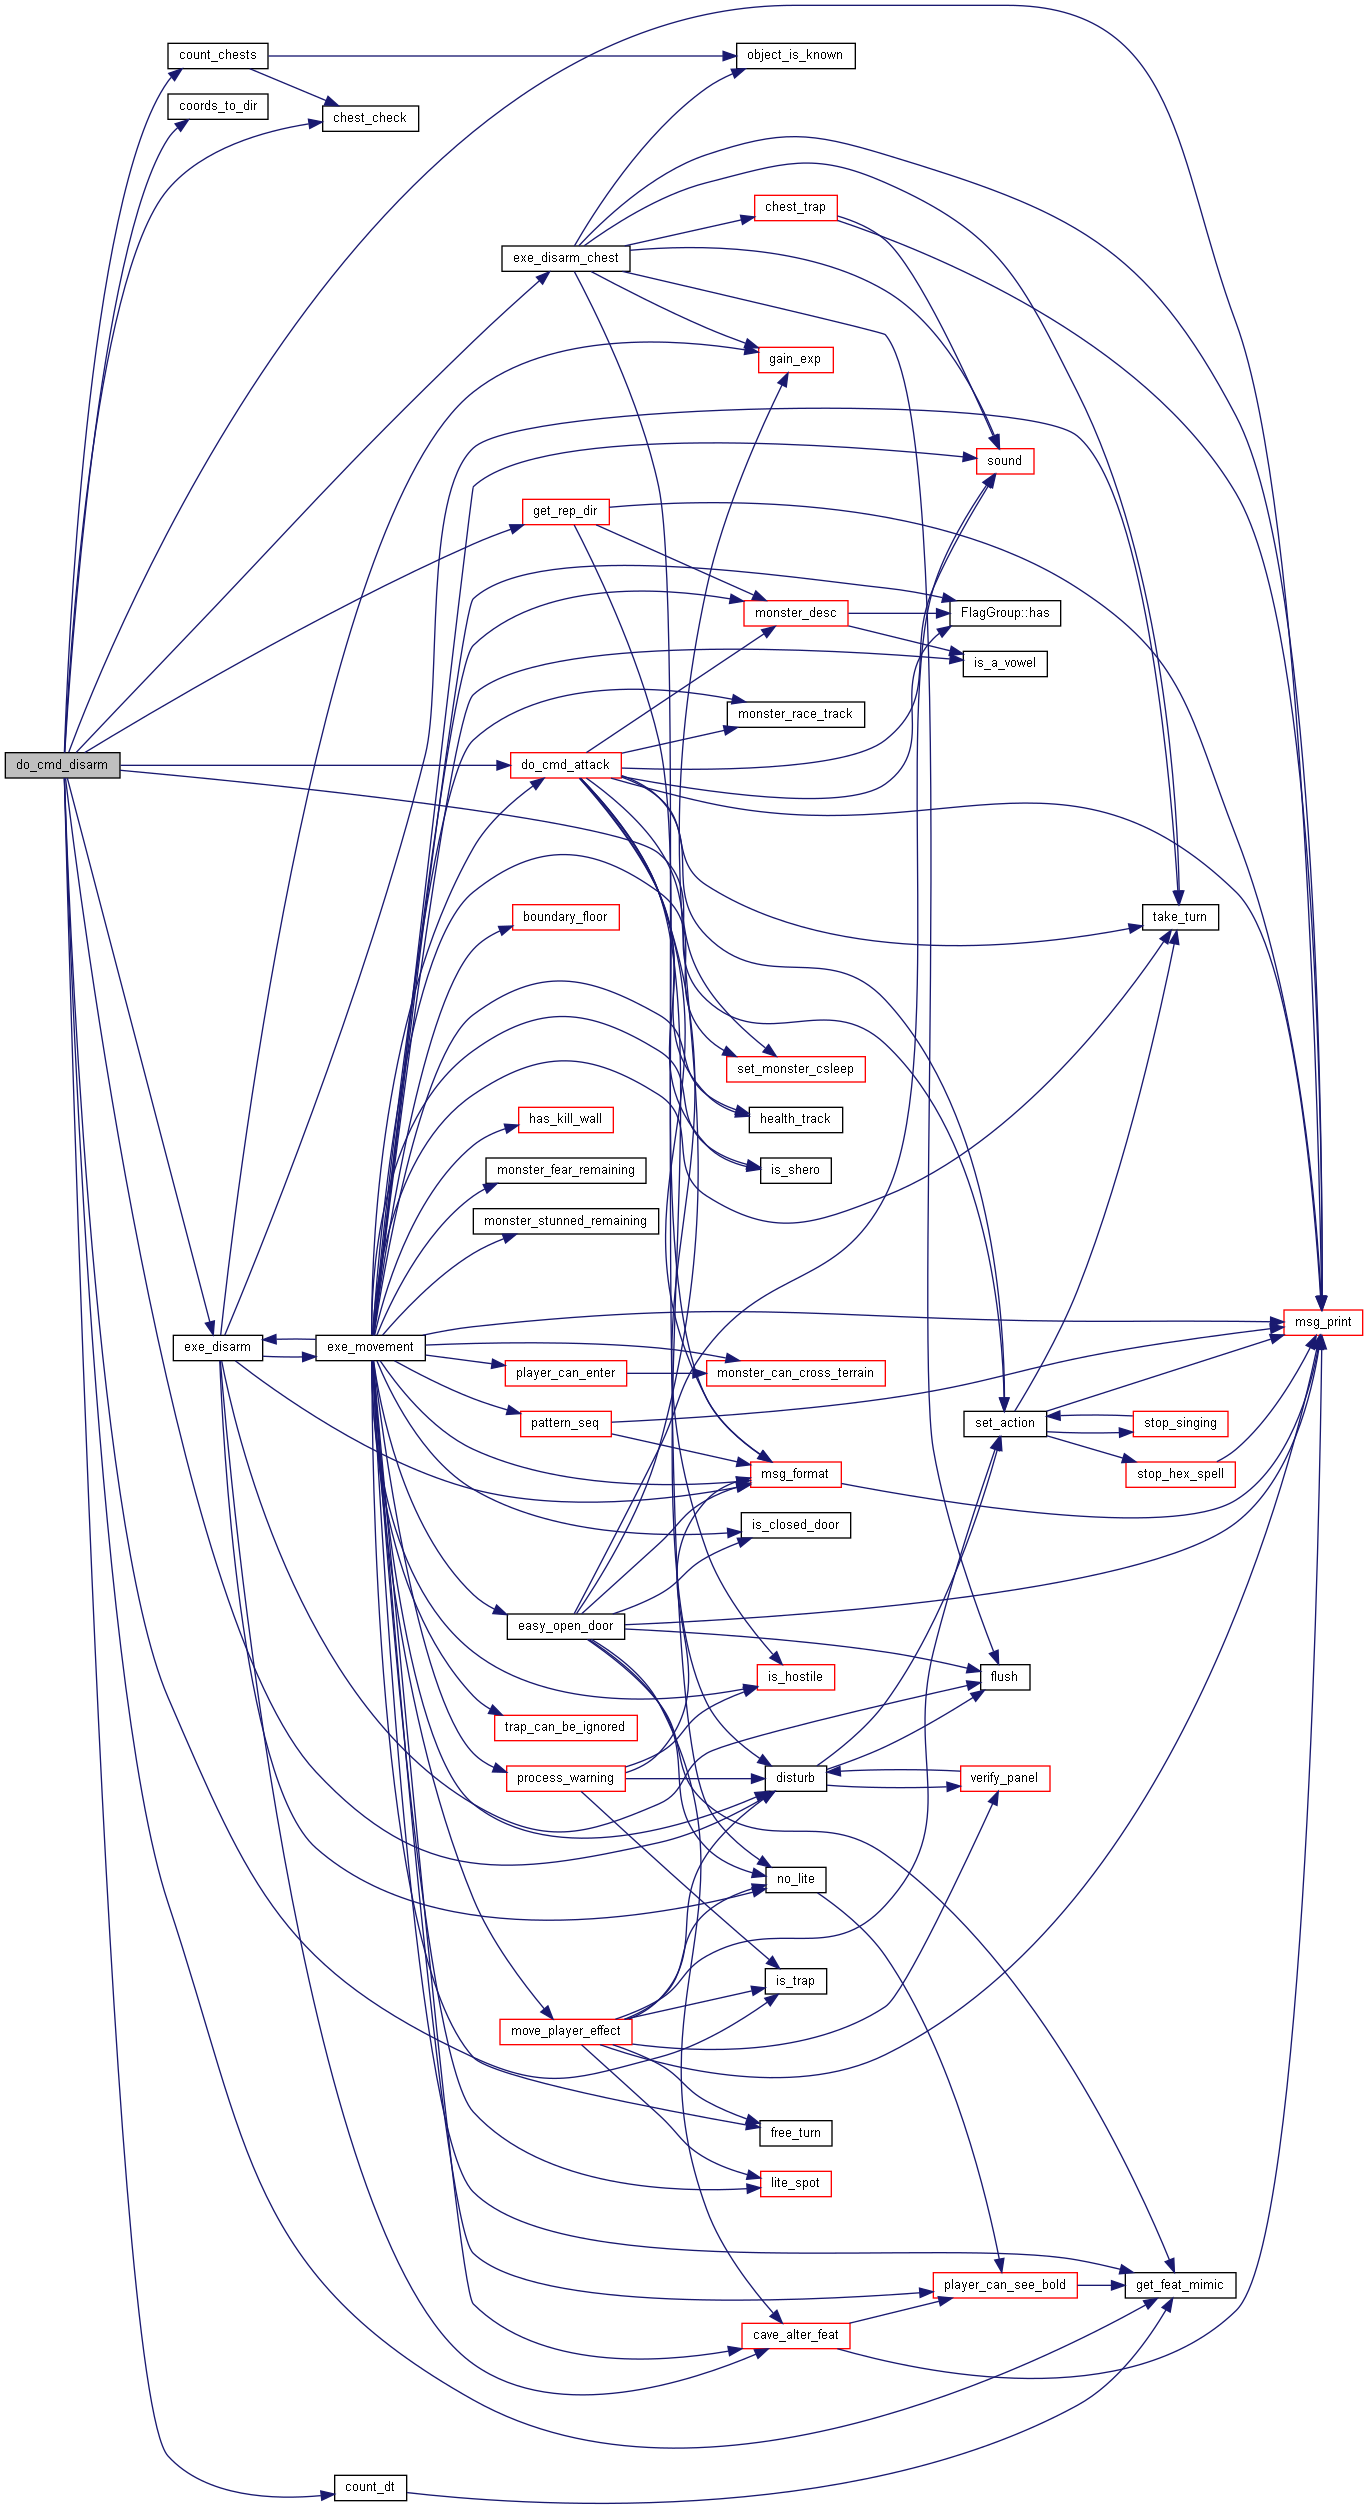 count_chests
object_is_known
coords_to_dir
chest_check
chest_trap
exe_disarm_chest
gain_exp
sound
get_rep_dir
monster_desc
FlagGroup::has
is_a_vowel
monster_race_track
do_cmd_disarm
do_cmd_attack
boundary_floor
take_turn
set_monster_csleep
has_kill_wall
health_track
monster_fear_remaining
is_shero
monster_stunned_remaining
msg_print
exe_disarm
exe_movement
player_can_enter
monster_can_cross_terrain
pattern_seq
set_action
stop_singing
msg_format
stop_hex_spell
is_closed_door
easy_open_door
is_hostile
flush
trap_can_be_ignored
process_warning
disturb
verify_panel
no_lite
is_trap
move_player_effect
free_turn
lite_spot
player_can_see_bold
get_feat_mimic
cave_alter_feat
count_dt